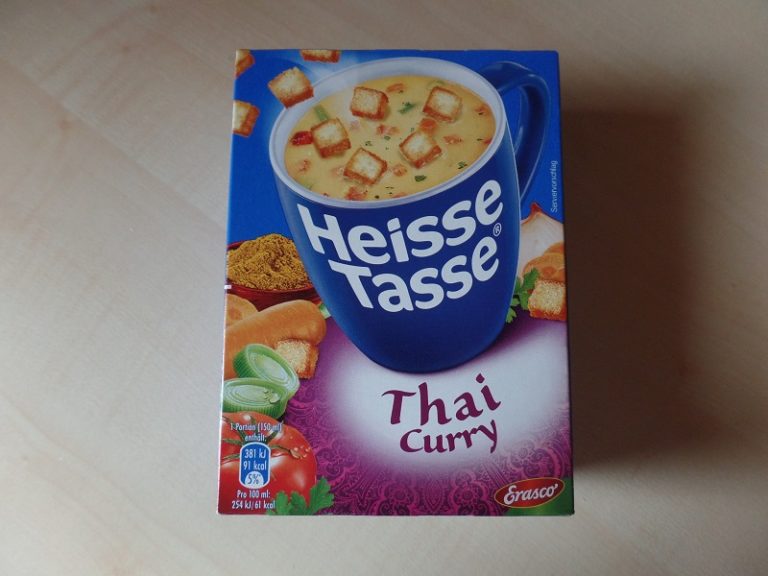 Heisse
Tasse®
Serviervorschlag
Thai
Curry
1 Portion (150 ml)
enthält:
381 kJ
91 kcal
5%
Pro 100 ml:
254 kJ/61 kcal
Erasco®